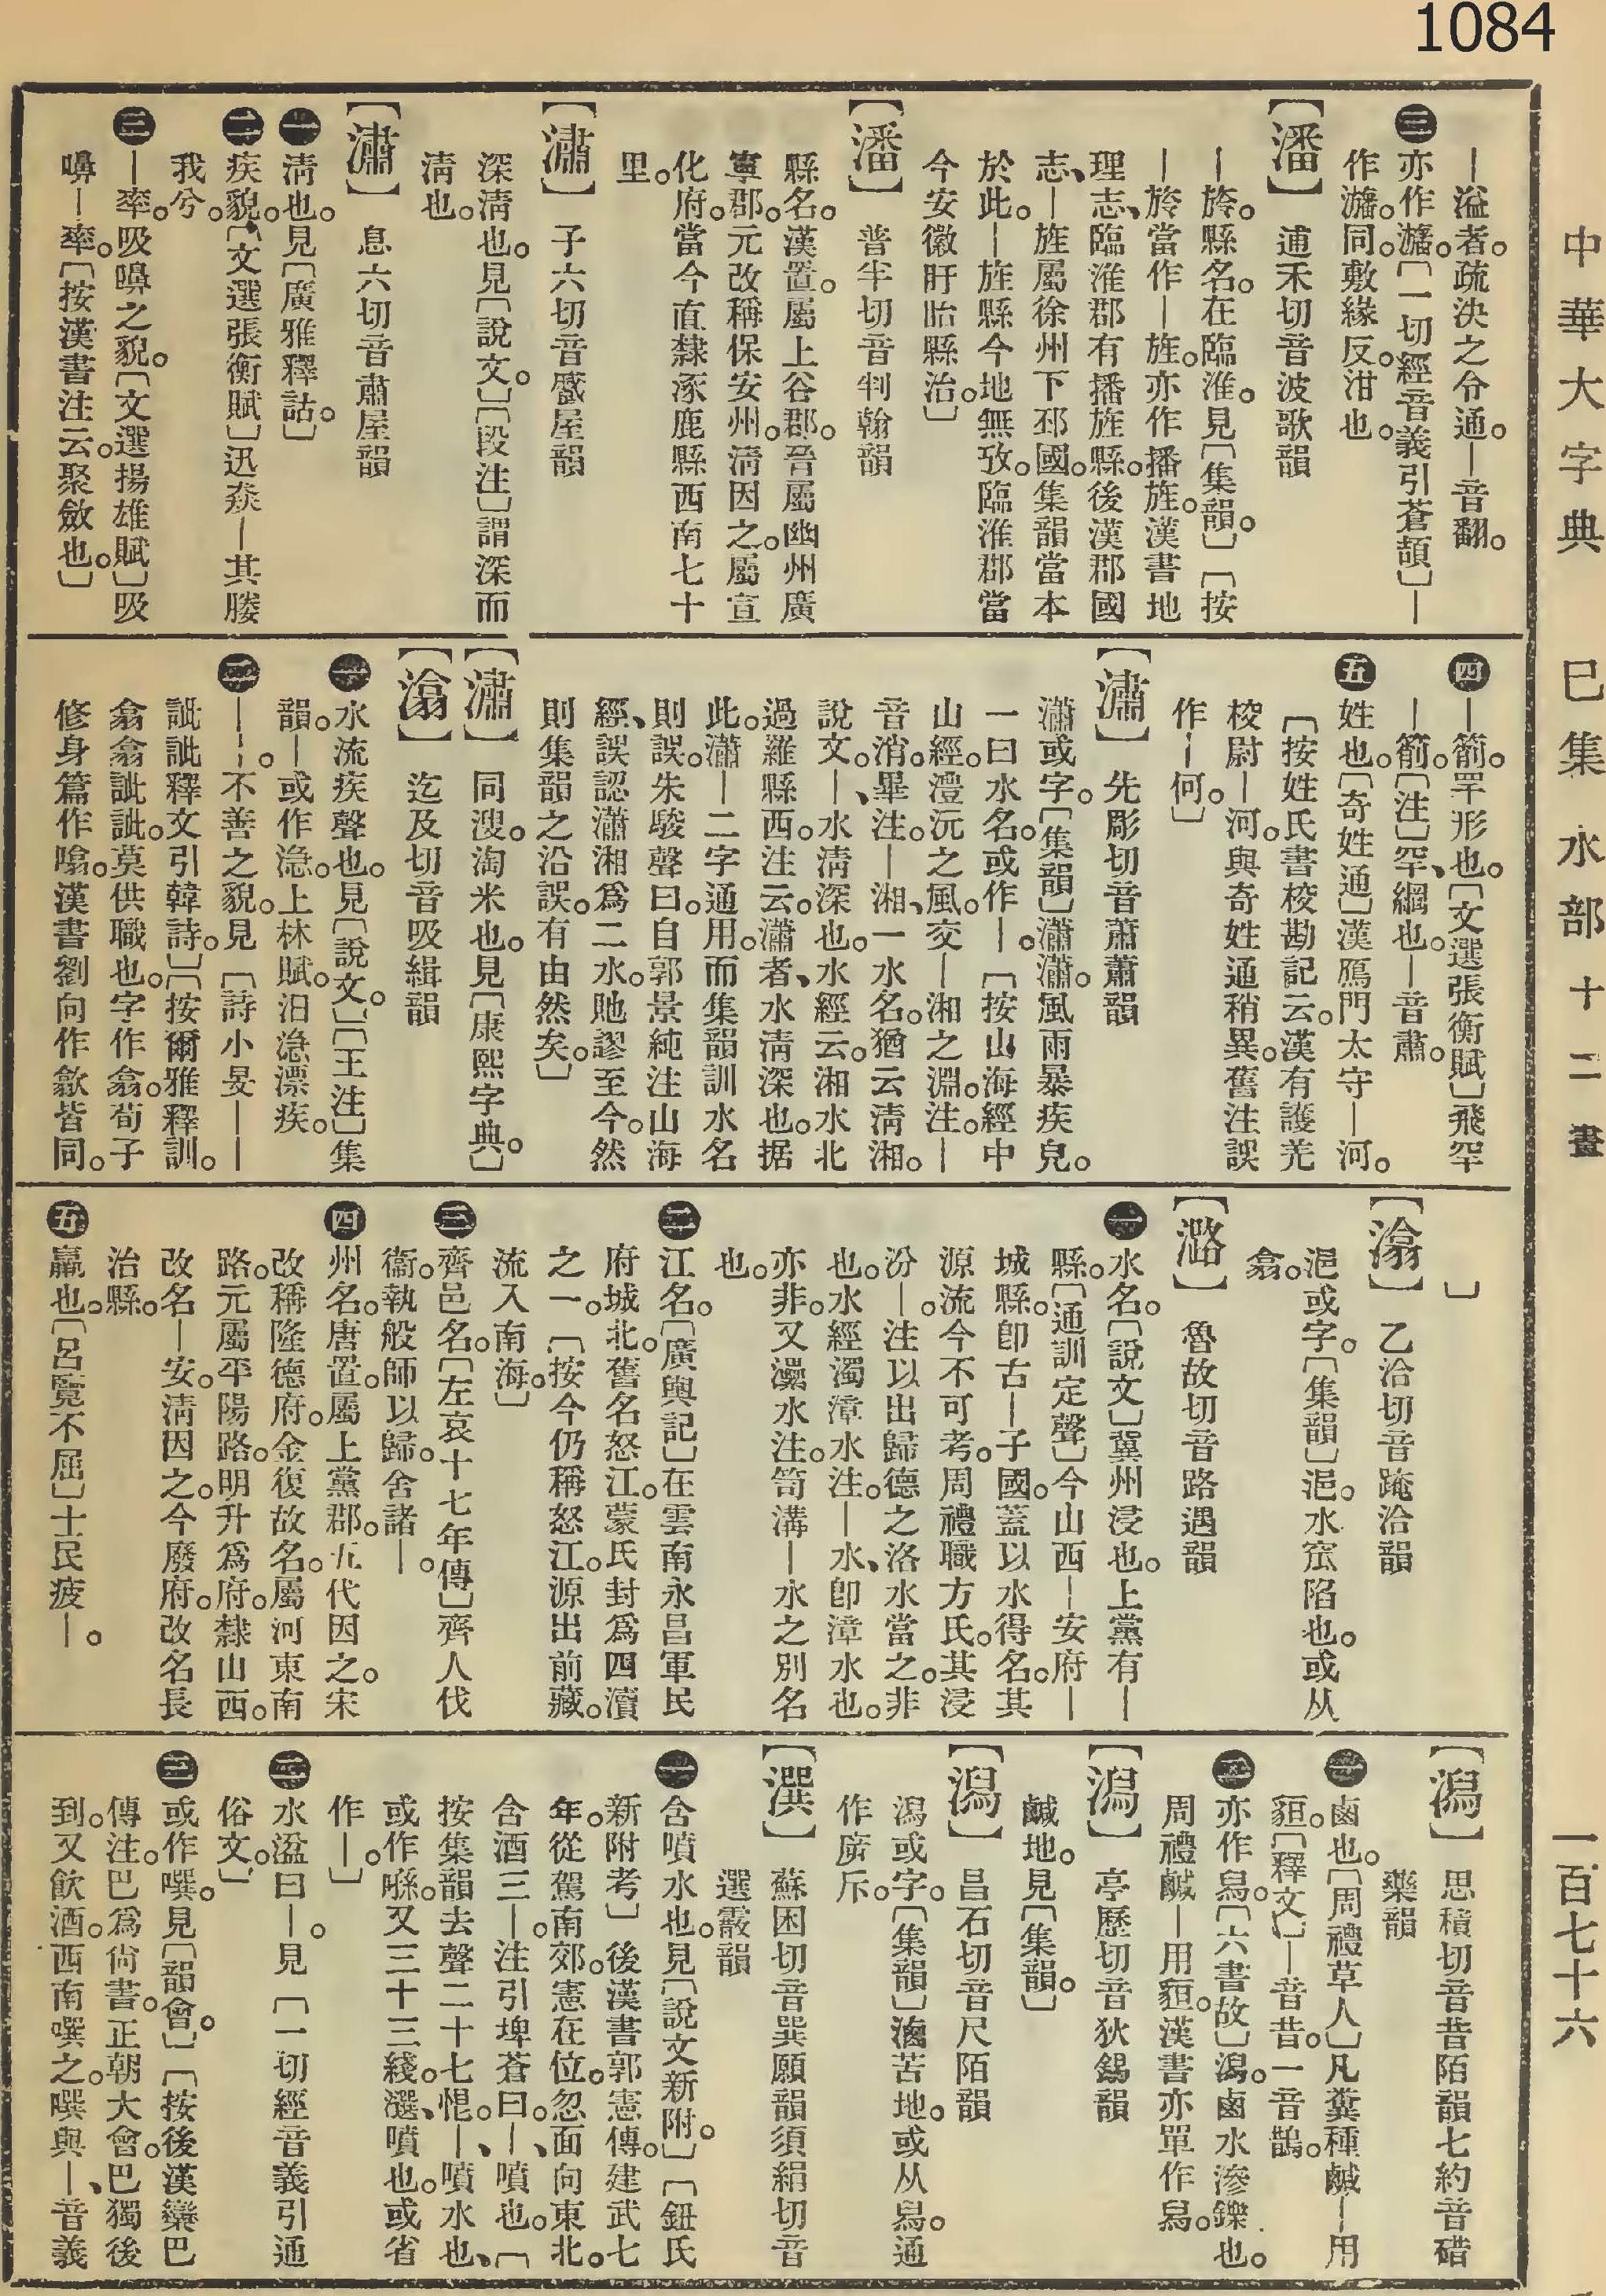 1084
中華大字典 巳集 水部 十二畫 一百七十六
｜溢者。疏決之令通。｜音翻。
㊂亦作瀿。〔一切經音義引蒼頡〕｜
作瀿。同。敷緣反。泔也。
【潘】逋禾切音波歌韻
｜旍。縣名。在臨淮。見〔集韻。〕〔按
｜旍當作｜旌。亦作播旌。漢書地
理志、臨淮郡有播旌縣。後漢郡國
志、｜旌屬徐州下邳國。集韻當本
於此。｜旌縣今地無攷。臨淮郡當
今安徽盱眙縣治。〕
【潘】普半切音判翰韻
縣名。漢置。屬上谷郡。晉屬幽州廣
寗郡。元改稱保安州。淸因之。屬宣
化府。當今直隸涿鹿縣西南七十
里。
【潚】子六切音蹙屋韻
深淸也。見〔說文。〕〔段注〕謂深而
淸也。
【潚】息六切音肅屋韻
㊀淸也。見〔廣雅釋詁。〕
㊁疾貌。〔文選張衡賦〕迅猋｜其媵
我兮。
㊂｜率。吸嚊之貌。〔文選揚雄賦〕吸
嚊｜率。〔按漢書注云。聚斂也。〕
㊃｜箾。罕形也。〔文選張衡賦〕飛罕
｜箾。〔注〕罕、網也。｜音肅。
㊄姓也。〔奇姓通〕漢鴈門太守｜河。
〔按姓氏書校勘記云。漢有護羌
校尉｜河。與奇姓通稍異。舊注誤
作｜何。〕
【潚】先彫切音蕭蕭韻
瀟或字。〔集韻〕瀟瀟。風雨暴疾皃。
一曰水名。或作｜。〔按山海經中
山經。澧沅之風。交｜湘之淵。注。｜
音消。畢注。｜湘、一水名。猶云淸湘。
說文。｜、水淸深也。水經云。湘水北
過羅縣西。注云。瀟者、水淸深也。据
此。瀟｜二字通用。而集韻訓水名
則誤。朱駿聲曰。自郭景純注山海
經、誤認瀟湘爲二水。貤謬至今。然
則集韻之沿誤。有由然矣。〕
【潚】同溲。淘米也。見〔康熙字典。〕
【潝】迄及切音吸緝韻
㊀水流疾聲也。見〔說文。〕〔王注〕集
韻。｜或作潝。上林賦。汩潝漂疾。
㊁｜｜。不善之貌。見〔詩小旻｜｜
訿訿釋文引韓詩。〕〔按爾雅釋訓。
翕翕訿訿。莫供職也。字作翕。荀子
修身篇作噏。漢書劉向作歙皆同。
〕
【潝】乙洽切音踡洽韻
浥或字。〔集韻〕浥。水窊陷也。或从
翕。
【潞】魯故切音路遇韻
㊀水名。〔說文〕冀州浸也。上黨有｜
縣。〔通訓定聲〕今山西｜安府｜
城縣。卽古｜子國。蓋以水得名。其
源流今不可考。周禮職方氏。其浸
汾｜。注以出歸德之洛水當之。非
也。水經濁漳水注。｜水、卽漳水也。
亦非。又㶟水注。笥溝｜水之別名
也。
㊁江名。〔廣輿記〕在雲南永昌軍民
府城北。舊名怒江。蒙氏封爲四瀆
之一。〔按今仍稱怒江。源出前藏。
流入南海。〕
㊂齊邑名。〔左哀十七年傳〕齊人伐
衞。執般師以歸。舍諸｜。
㊃州名。唐置。屬上黨郡。五代因之。宋
改稱隆德府。金復故名。屬河東南
路。元屬平陽路。明升爲府。隸山西。
改名｜安。淸因之。今廢府。改名長
治縣。
㊄羸也。〔呂覽不屈〕士民疲｜。
【潟】思積切音昔陌韻七約音碏
藥韻
㊀鹵也。〔周禮草人〕凡糞種鹹｜用
貆。〔釋文〕｜音昔。一音鵲。
㊁亦作舄。〔六書故〕潟。鹵水滲鑠也。
周禮鹹｜用貆。漢書亦單作舄。
【潟】亭歷切音狄錫韻
鹹地。見〔集韻。〕
【潟】昌石切音尺陌韻
潟或字。〔集韻〕滷苦地。或从舄。通
作㡿斥。
【潠】蘇困切音巽願韻須絹切音
選霰韻
㊀含噴水也。見〔說文新附。〕〔鈕氏
新附考〕後漢書郭憲傳。建武七
年。從駕南郊。憲在位。忽面向東北。
含酒三｜。注引埤蒼曰。｜、噴也。〔
按集韻去聲二十七恨。｜、噴水也、
或作㗔。又三十三綫。潠、噴也。或省
作｜。〕
㊁水湓曰｜。見〔一切經音義引通
俗文。〕
㊂或作噀。見〔韻會。〕〔按後漢欒巴
傳注。巴爲尙書。正朝大會。巴獨後
到。又飮酒。西南噀之。噀與｜、音義